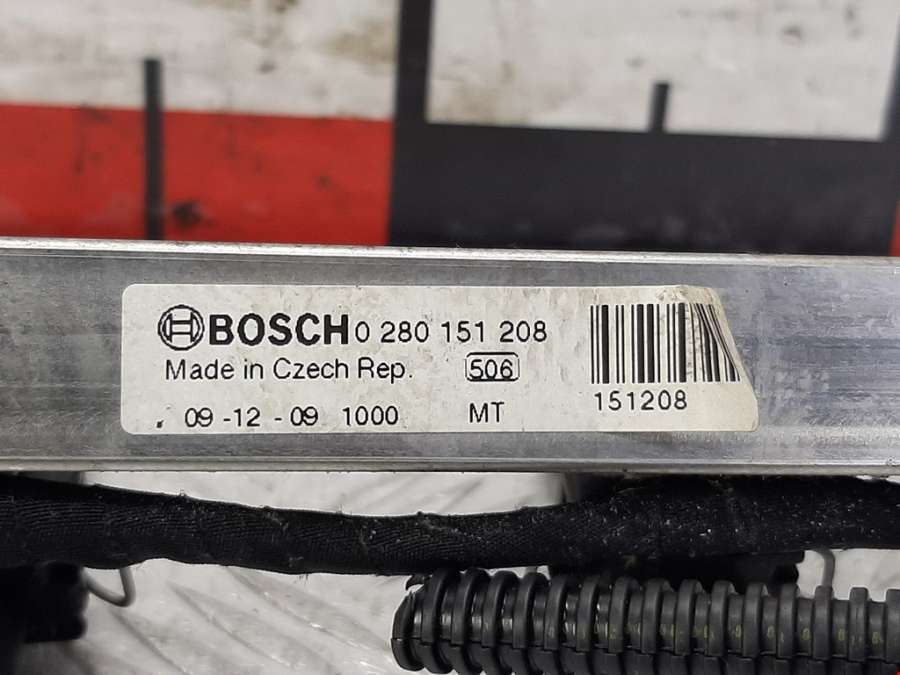 BOSCH 0 280 151 208
Made in Czech Rep. 506
. 09 -12 - 09 1000 MT
151208